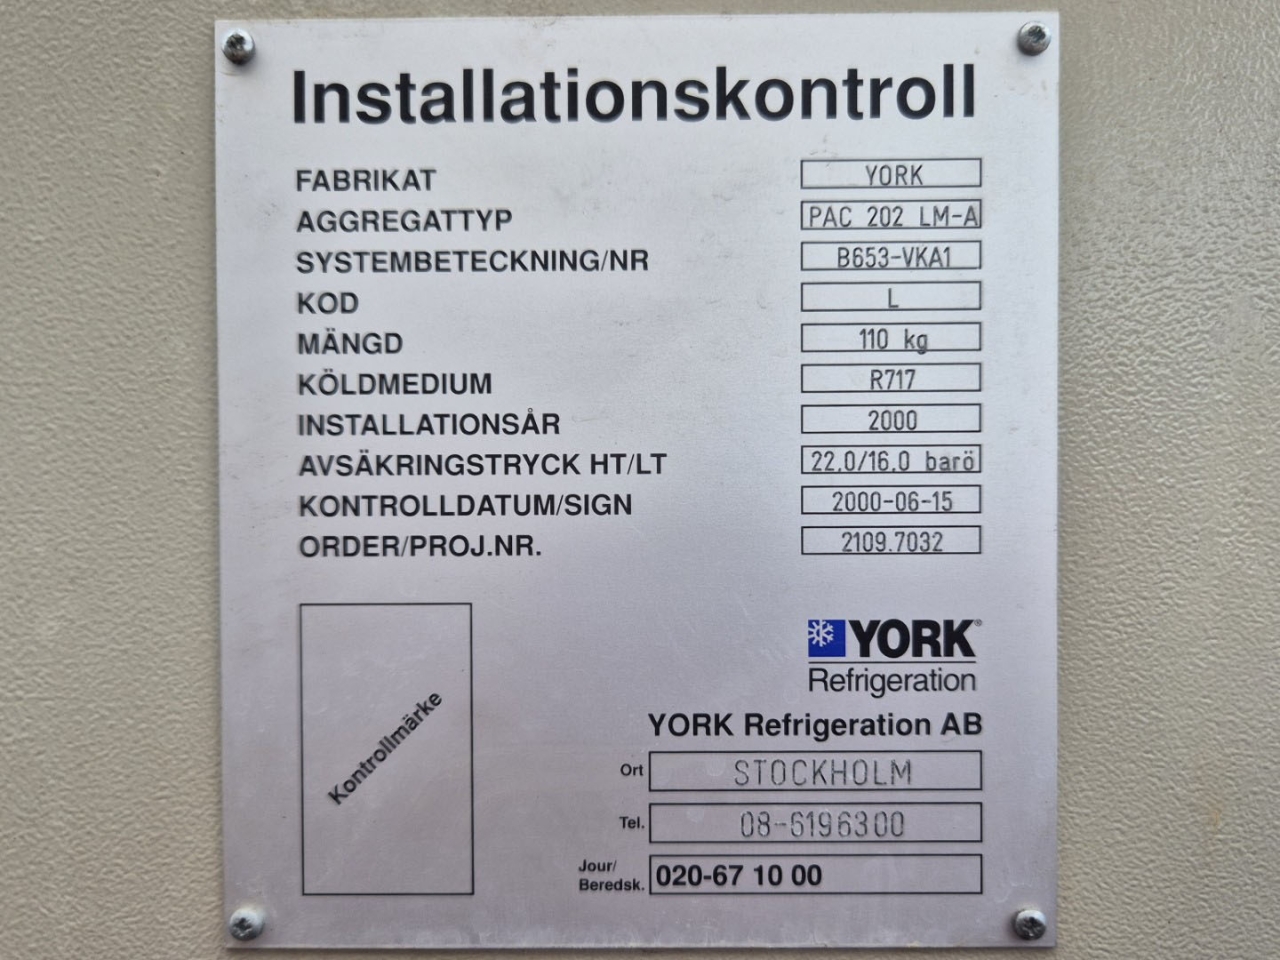 Installationskontroll
FABRIKAT YORK
AGGREGATTYP PAC 202 LM-A
SYSTEMBETECKNING/NR B653-VKA1
KOD L
MÄNGD 110 kg
KÖLDMEDIUM R717
INSTALLATIONSÅR 2000
AVSÄKRINGSTRYCK HT/LT 22.0/16.0 barö
KONTROLLDATUM/SIGN 2000-06-15
ORDER/PROJ.NR. 2109.7032
Kontrollmärke
YORK®
Refrigeration
YORK Refrigeration AB
Ort STOCKHOLM
Tel. 08-6196300
Jour/
Beredsk. 020-67 10 00